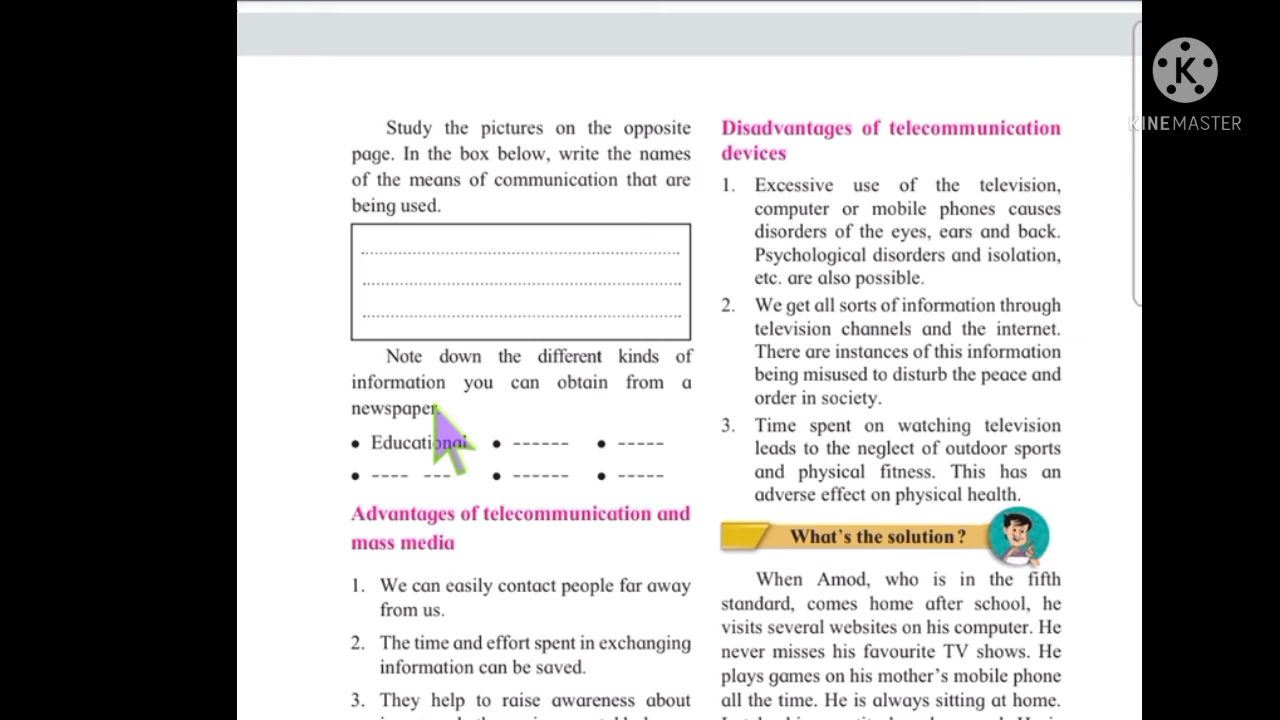 KINEMASTER
Study the pictures on the opposite
page. In the box below, write the names
of the means of communication that are
being used.
Note down the different kinds of
information you can obtain from a
newspaper.
• Educational • ------ • -----
• ---- --- • ------ • -----
Advantages of telecommunication and
mass media
1. We can easily contact people far away
from us.
2. The time and effort spent in exchanging
information can be saved.
3. They help to raise awareness about
Disadvantages of telecommunication
devices
1. Excessive use of the television,
computer or mobile phones causes
disorders of the eyes, ears and back.
Psychological disorders and isolation,
etc. are also possible.
2. We get all sorts of information through
television channels and the internet.
There are instances of this information
being misused to disturb the peace and
order in society.
3. Time spent on watching television
leads to the neglect of outdoor sports
and physical fitness. This has an
adverse effect on physical health.
What's the solution?
When Amod, who is in the fifth
standard, comes home after school, he
visits several websites on his computer. He
never misses his favourite TV shows. He
plays games on his mother's mobile phone
all the time. He is always sitting at home.